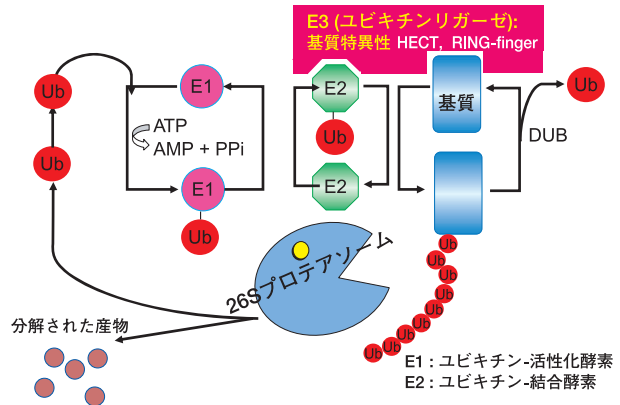 E3 (ユビキチンリガーゼ):
基質特異性 HECT, RING-finger
Ub
E1
E2
基質
Ub
Ub
DUB
ATP
AMP + PPi
Ub
E1
E2
Ub
26Sプロテアソーム
Ub
Ub
Ub
Ub
Ub
Ub
Ub
Ub
Ub
分解された産物
E1 : ユビキチン-活性化酵素
E2 : ユビキチン-結合酵素